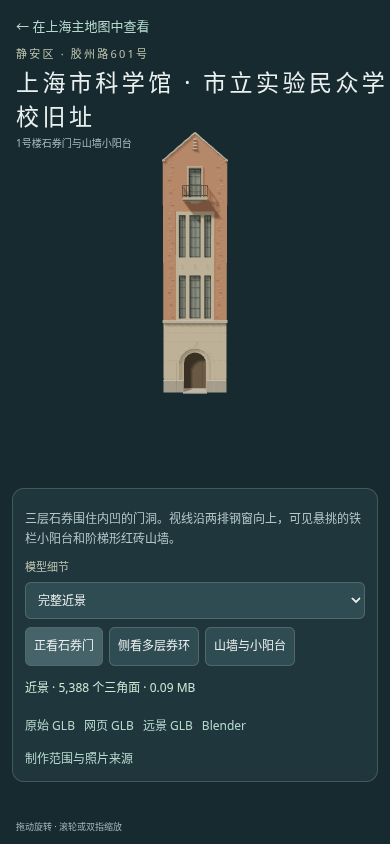 ← 在上海主地图中查看
静安区 · 胶州路601号
上海市科学馆 · 市立实验民众学
校旧址
1号楼石券门与山墙小阳台
三层石券围住内凹的门洞。视线沿两排钢窗向上，可见悬挑的铁
栏小阳台和阶梯形红砖山墙。
模型细节
完整近景
正看石券门 侧看多层券环 山墙与小阳台
近景 · 5,388 个三角面 · 0.09 MB
原始 GLB 网页 GLB 远景 GLB Blender
制作范围与照片来源
拖动旋转 · 滚轮或双指缩放